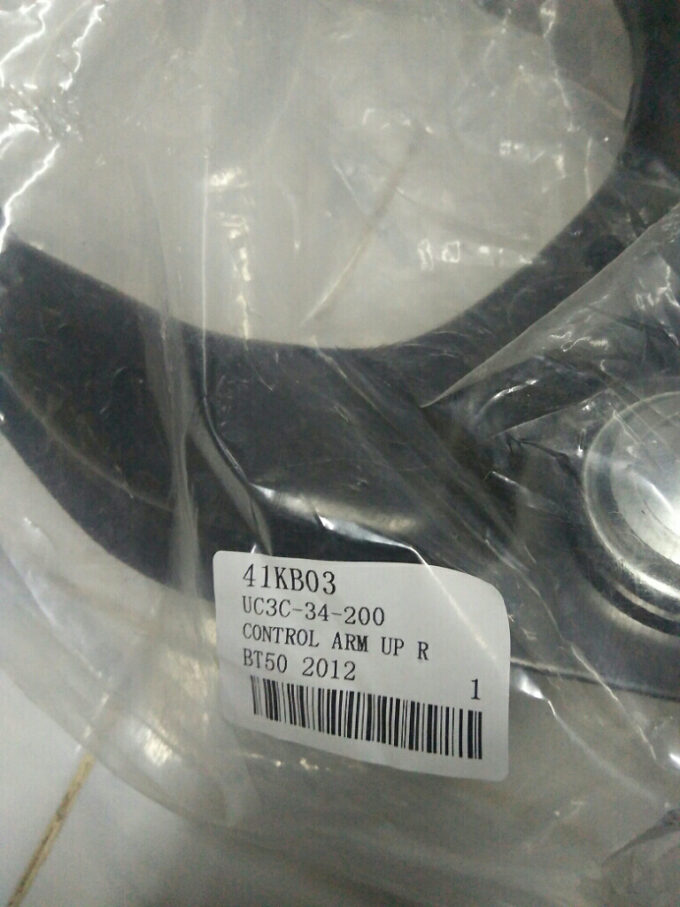 41KB03
UC3C-34-200
CONTROL ARM UP R
BT50 2012
1